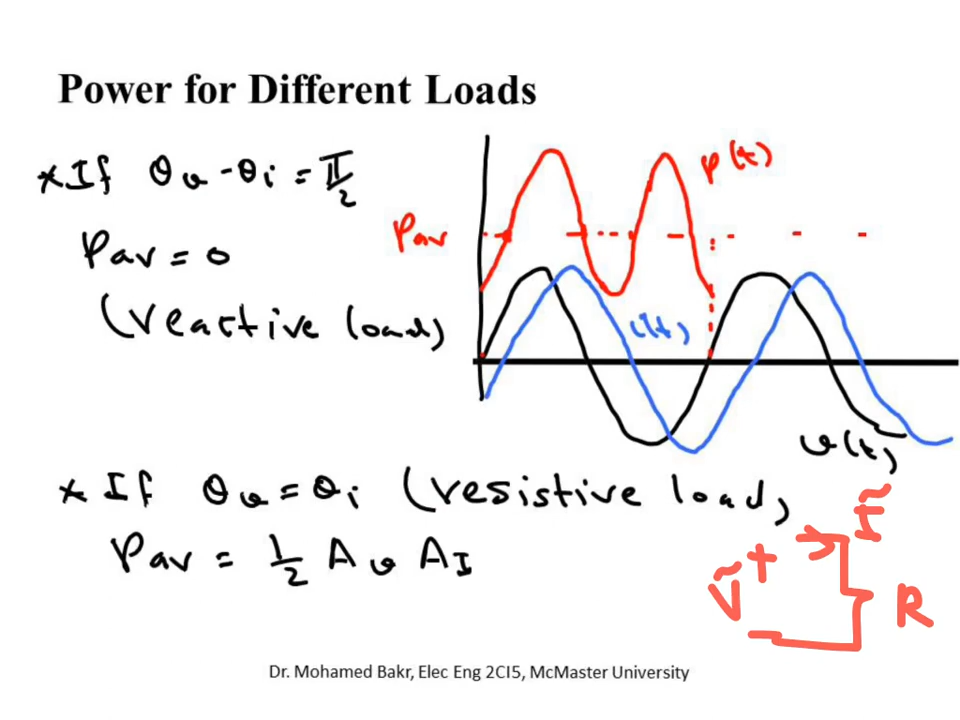 Power for Different Loads
* If θv - θi = π/2
Pav = 0
(reactive load)
Pav
p(t)
i(t)
v(t)
* If θv = θi (resistive load)
Pav = 1/2 Av AI
Ĩ
Ṽ +
R
Dr. Mohamed Bakr, Elec Eng 2CI5, McMaster University